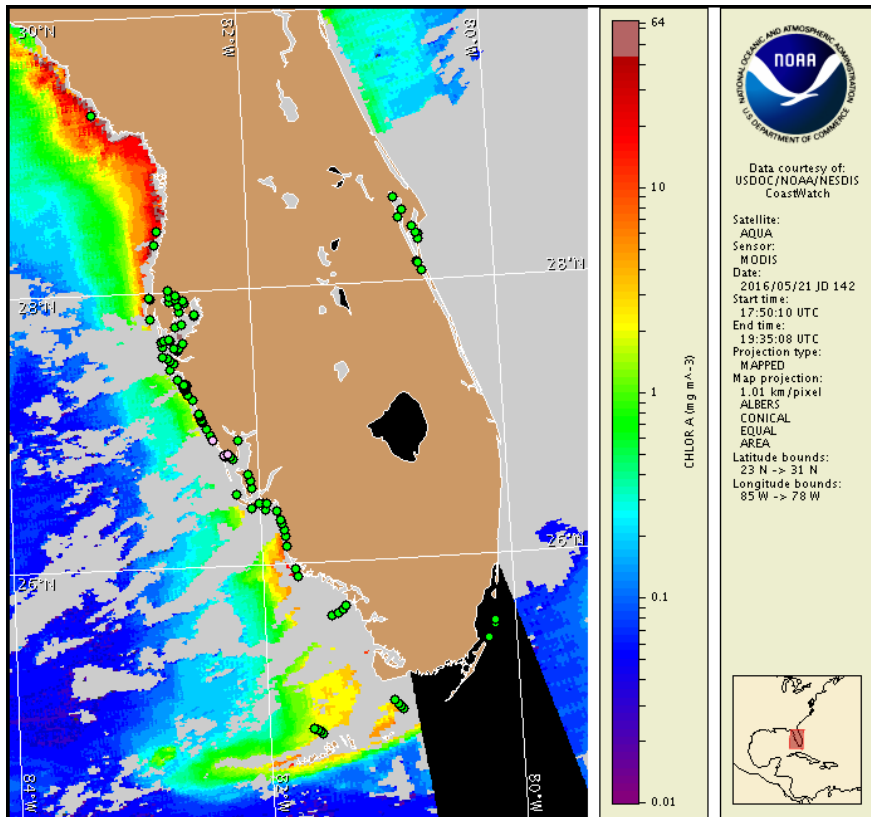 30°N
82°W
80°W
28°N
28°N
26°N
26°N
84°W
82°W
80°W
64
10
1
0.1
0.01
CHLOR A (mg m^-3)
NATIONAL OCEANIC AND ATMOSPHERIC ADMINISTRATION
NOAA
U.S. DEPARTMENT OF COMMERCE
Data courtesy of:
USDOC/NOAA/NESDIS
CoastWatch
Satellite:
AQUA
Sensor:
MODIS
Date:
2016/05/21 JD 142
Start time:
17:50:10 UTC
End time:
19:35:08 UTC
Projection type:
MAPPED
Map projection:
1.01 km/pixel
ALBERS
CONICAL
EQUAL
AREA
Latitude bounds:
23 N -> 31 N
Longitude bounds:
85 W -> 78 W